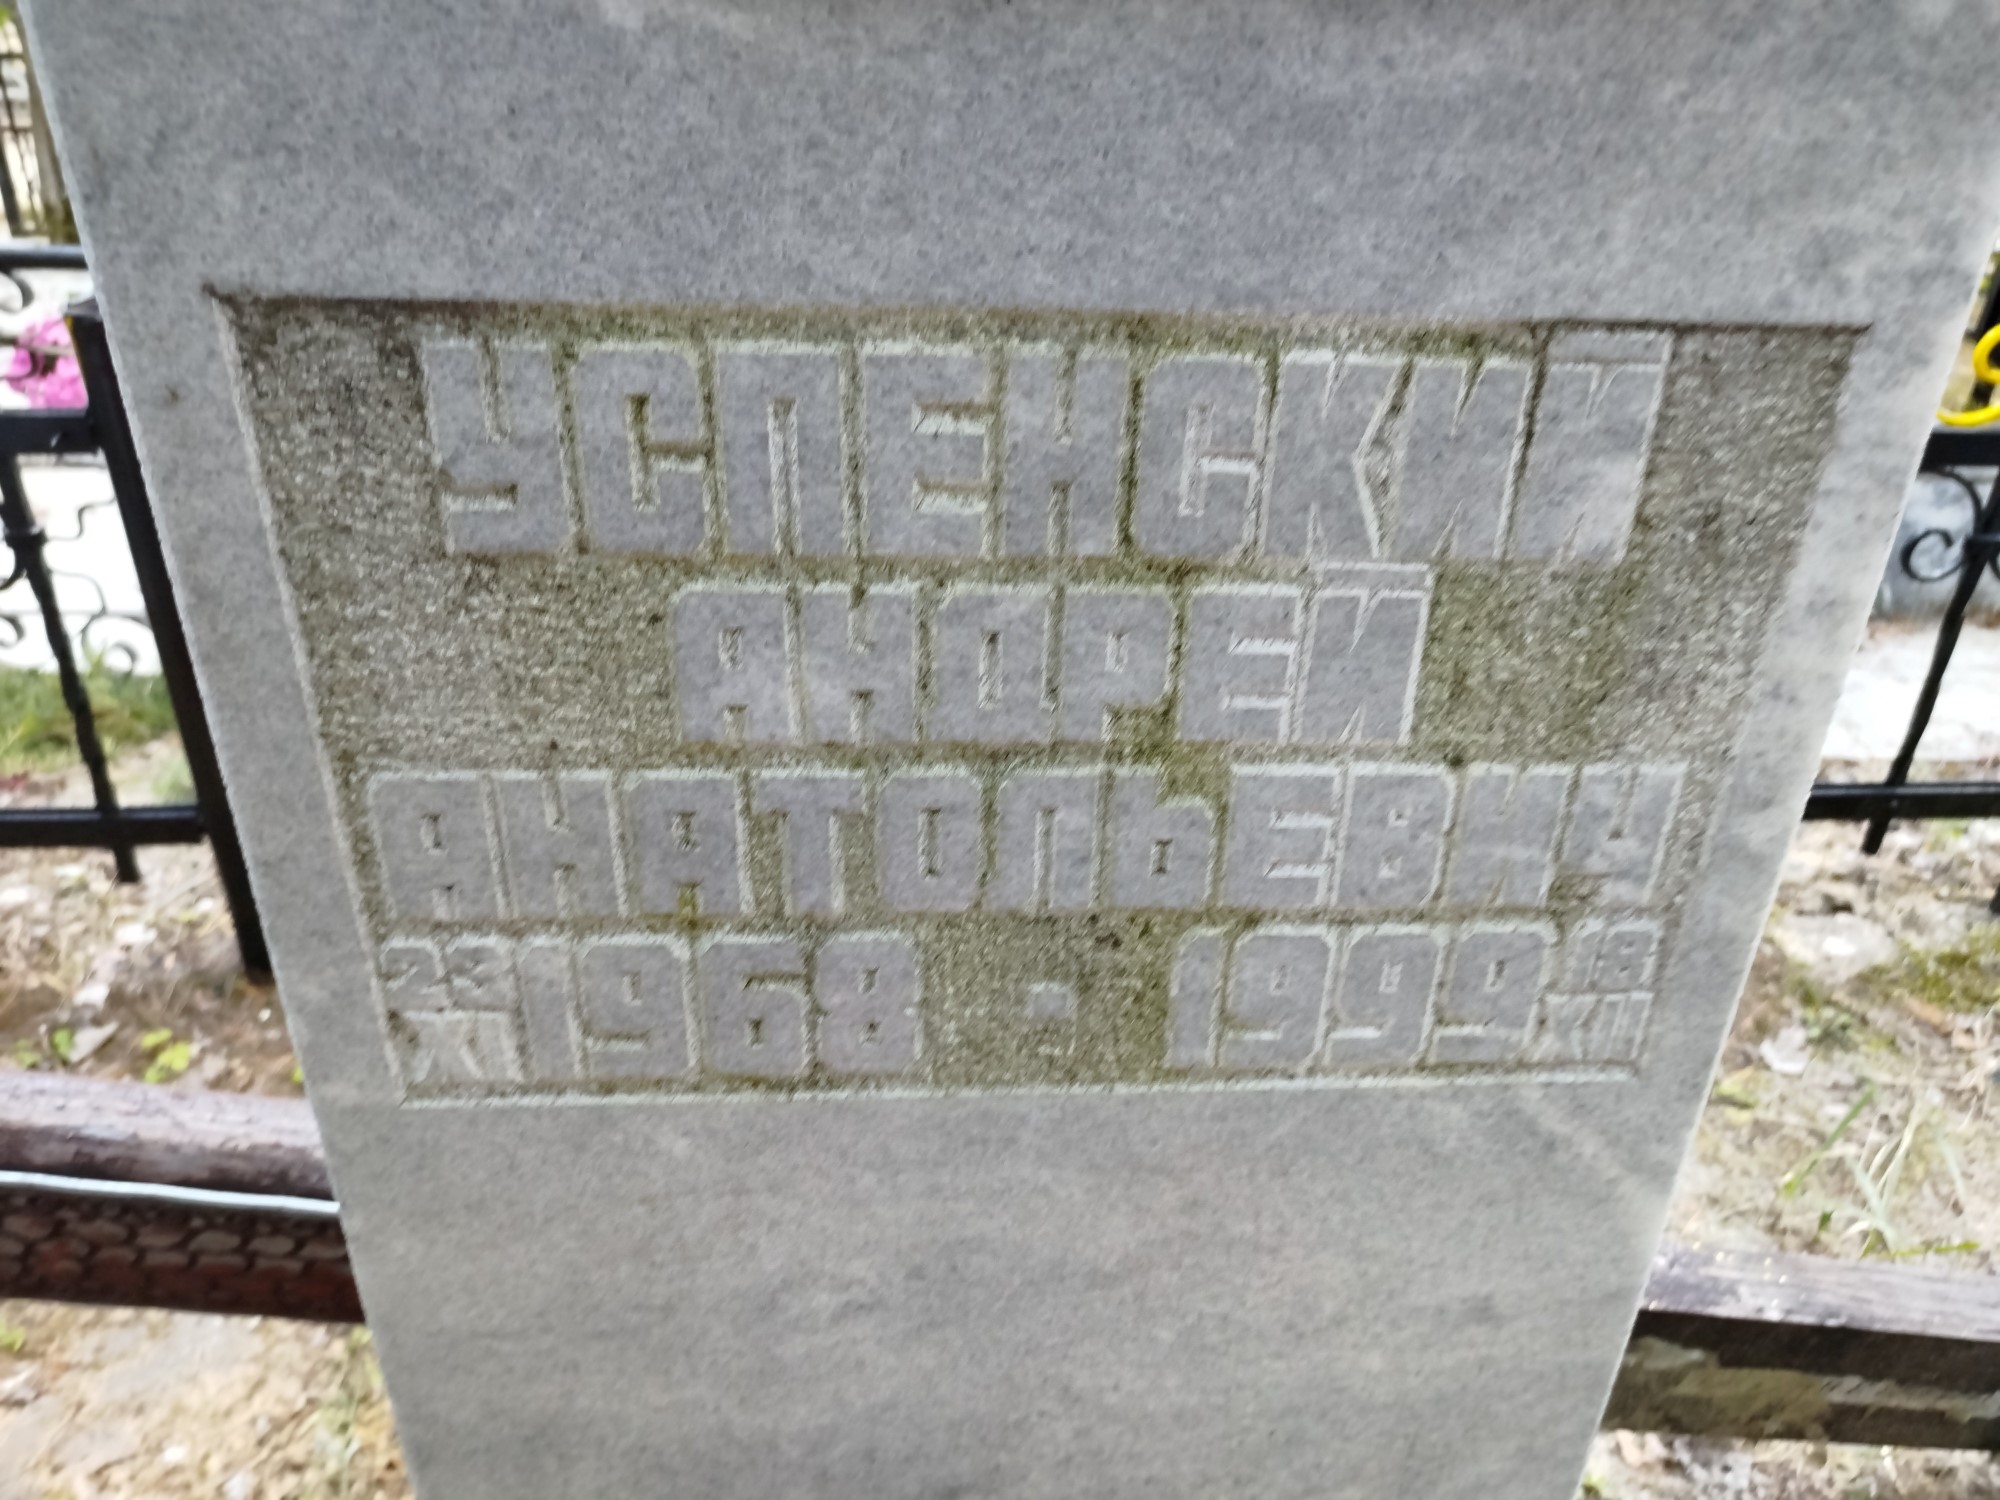 УСПЕНСКИЙ
АНДРЕЙ
АНАТОЛЬЕВИЧ
23 XI 1968 - 1999 18 XII